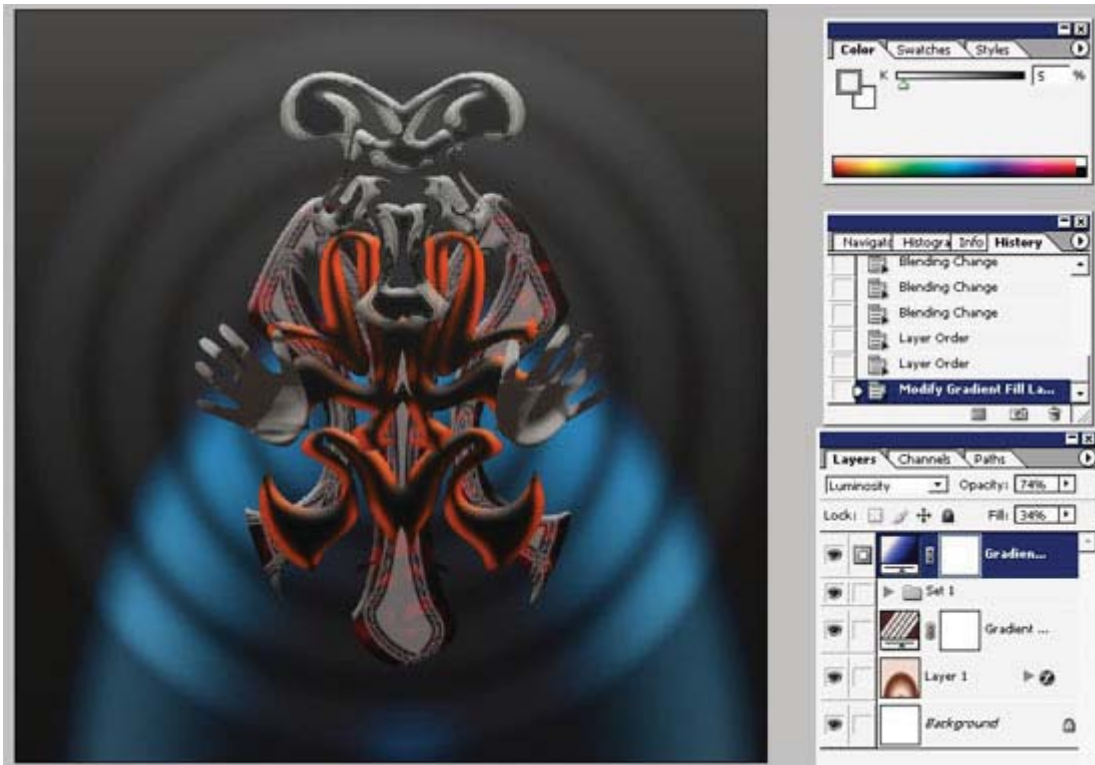 Color Swatches Styles
K 5 %
Navigato Histogra Info History
Blending Change
Blending Change
Blending Change
Layer Order
Layer Order
Modify Gradient Fill La...
Layers Channels Paths
Luminosity Opacity: 74%
Lock: Fill: 34%
Gradien...
Set 1
Gradient ...
Layer 1
Background